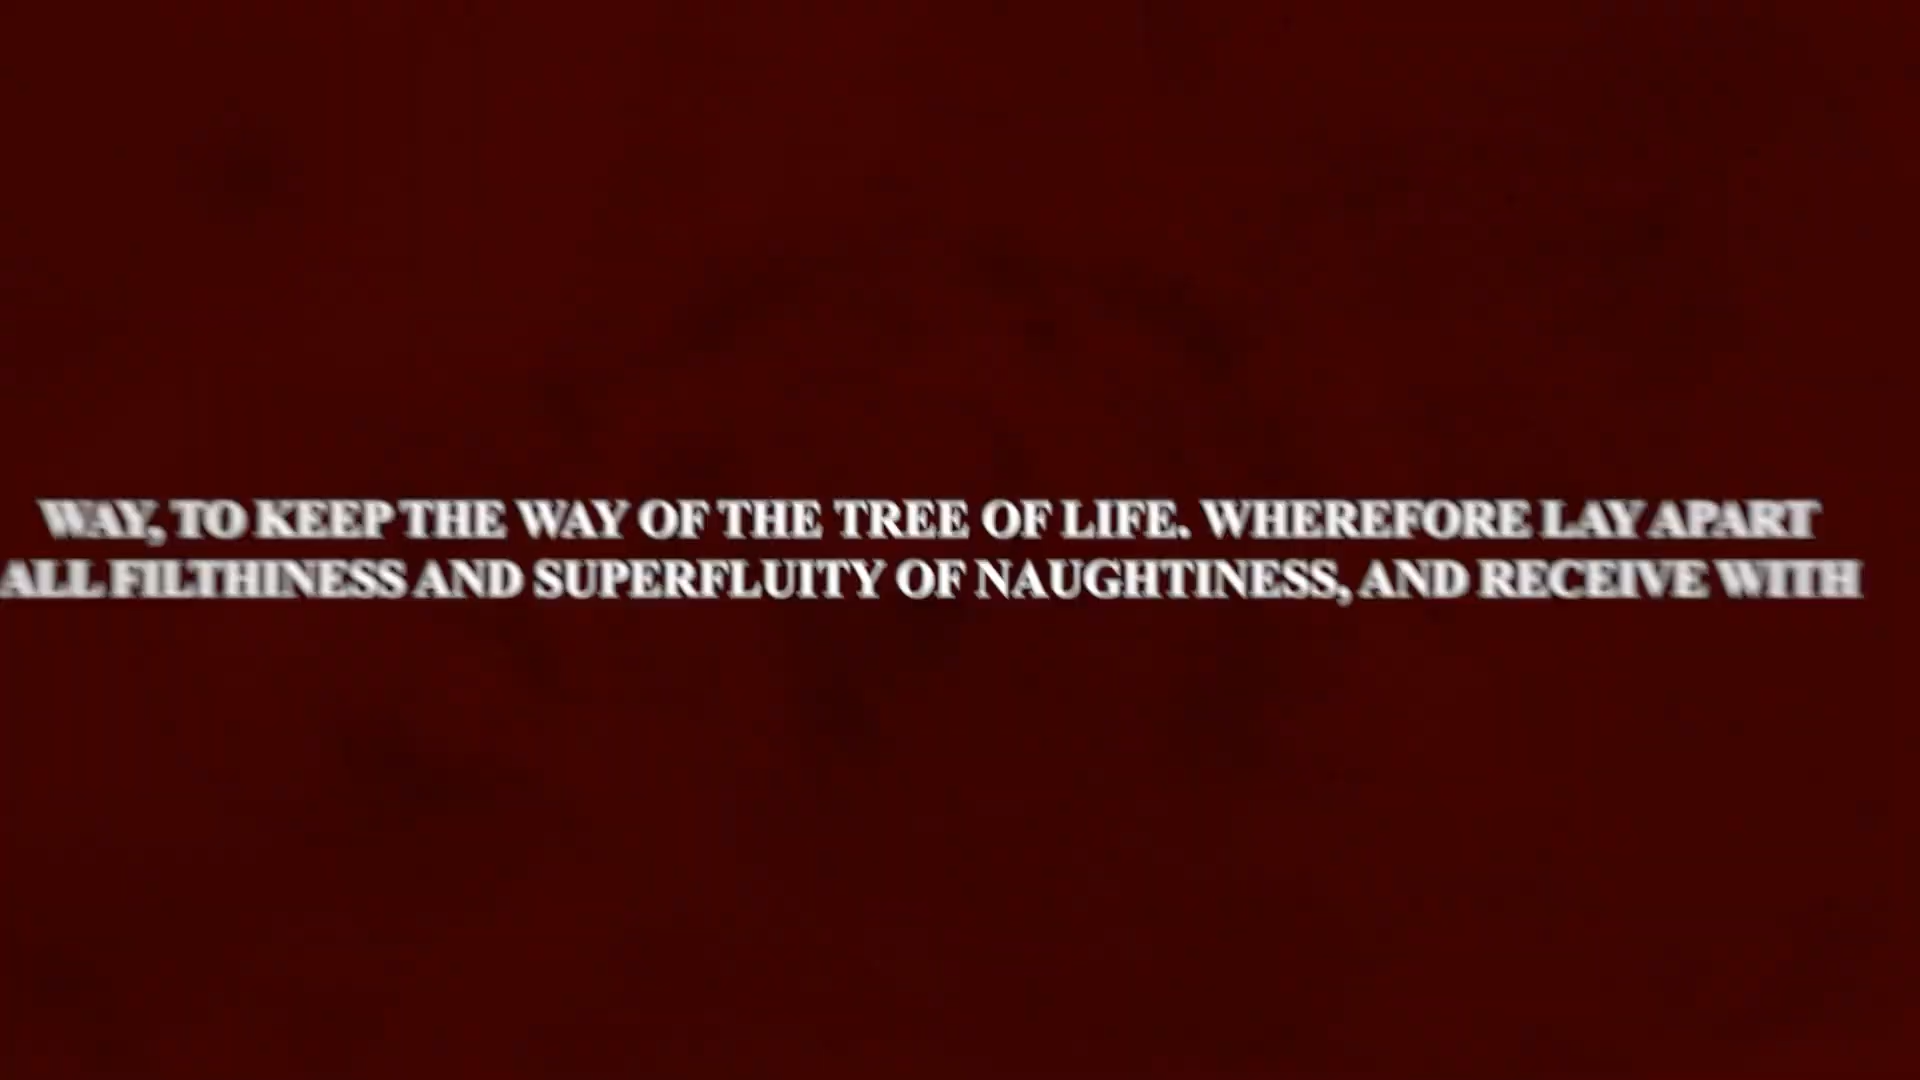 WAY, TO KEEP THE WAY OF THE TREE OF LIFE. WHEREFORE LAY APART
ALL FILTHINESS AND SUPERFLUITY OF NAUGHTINESS, AND RECEIVE WITH